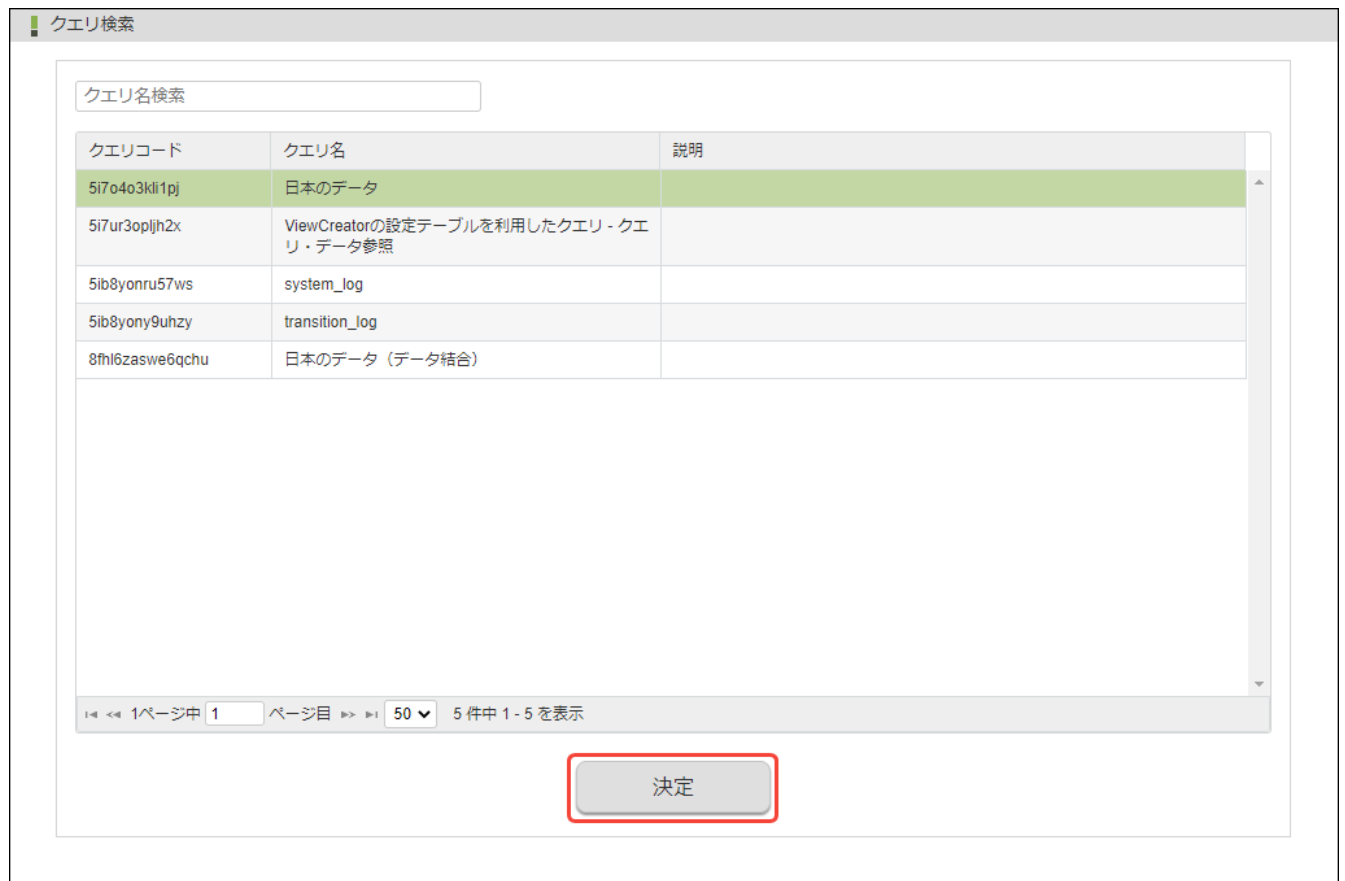 クエリ検索
クエリ名検索
クエリコード クエリ名 説明
5i7o4o3kli1pj 日本のデータ
5i7ur3opljh2x ViewCreatorの設定テーブルを利用したクエリ - クエ
リ・データ参照
5ib8yonru57ws system_log
5ib8yony9uhzy transition_log
8fhl6zaswe6qchu 日本のデータ（データ結合）
1ページ中 1 ページ目 50 5 件中 1 - 5 を表示
決定